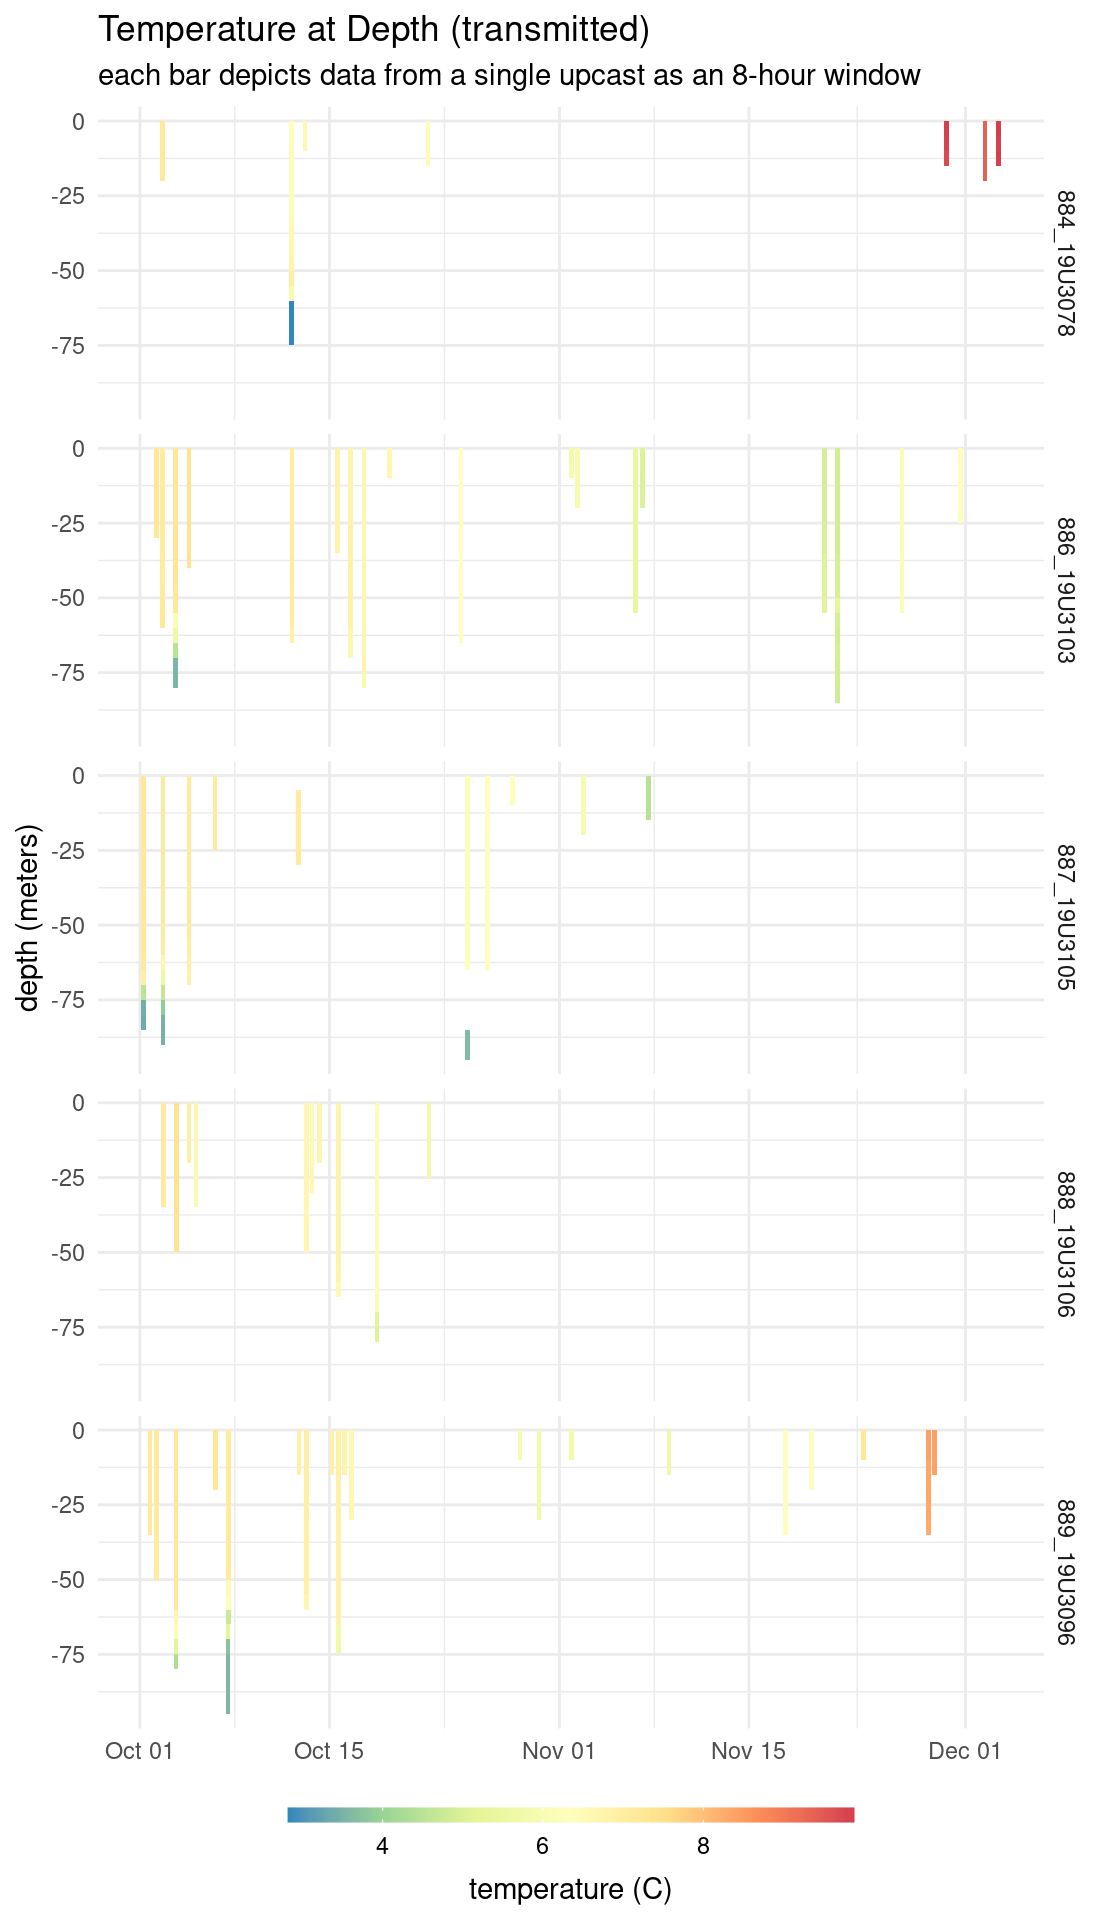 Temperature at Depth (transmitted)
each bar depicts data from a single upcast as an 8-hour window
depth (meters)
0
-25
-50
-75
884_19U3078
0
-25
-50
-75
886_19U3103
0
-25
-50
-75
887_19U3105
0
-25
-50
-75
888_19U3106
0
-25
-50
-75
889_19U3096
Oct 01 Oct 15 Nov 01 Nov 15 Dec 01
4 6 8
temperature (C)